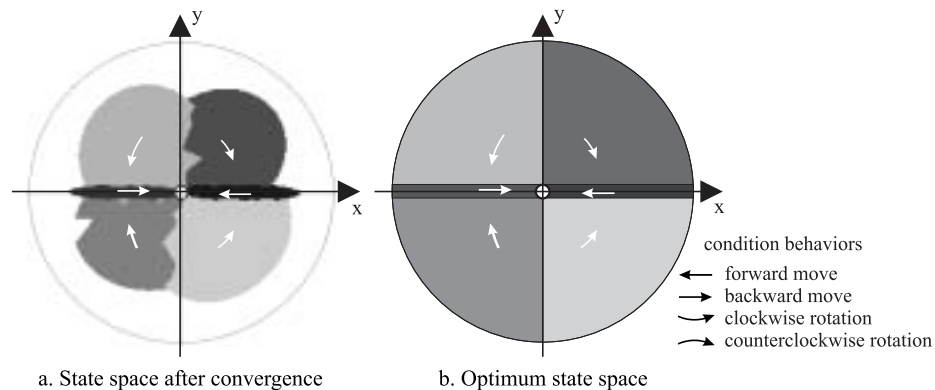 y
y
x
x
condition behaviors
forward move
backward move
clockwise rotation
counterclockwise rotation
a. State space after convergence
b. Optimum state space